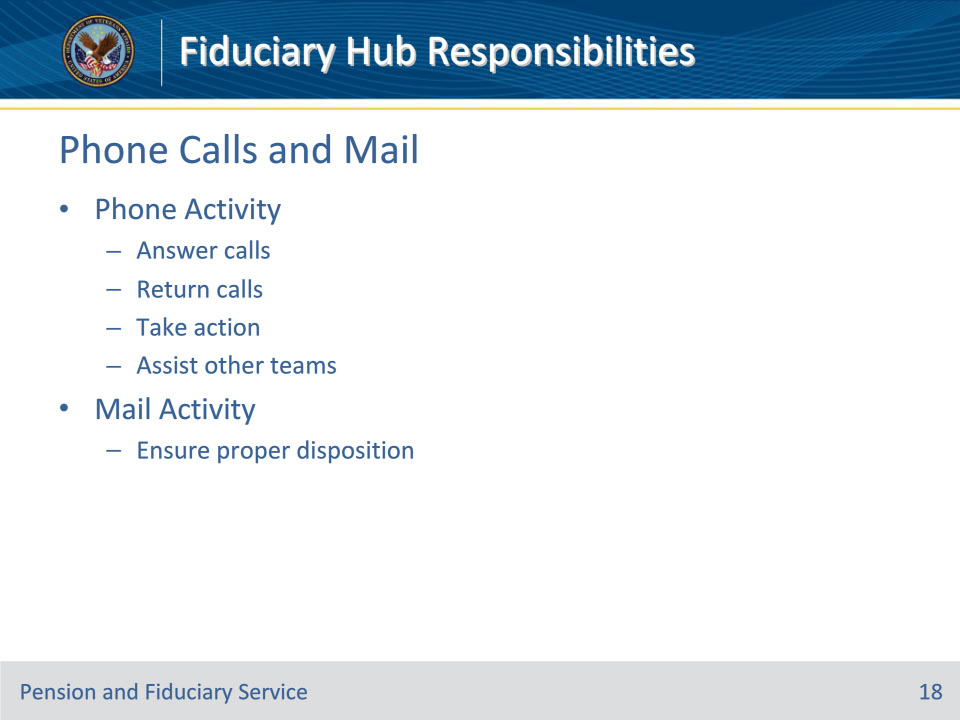 Fiduciary Hub Responsibilities
Phone Calls and Mail
• Phone Activity
– Answer calls
– Return calls
– Take action
– Assist other teams
• Mail Activity
– Ensure proper disposition
Pension and Fiduciary Service
18